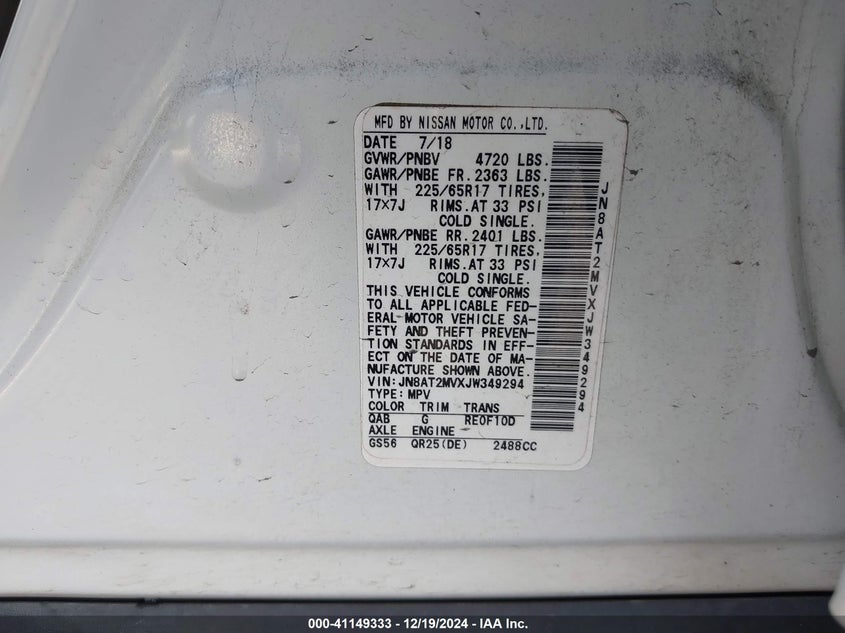 MFD BY NISSAN MOTOR CO.,LTD.
DATE 7/18
GVWR/PNBV 4720 LBS.
GAWR/PNBE FR. 2363 LBS.
WITH 225/65R17 TIRES,
17×7J RIMS.AT 33 PSI
COLD SINGLE.
GAWR/PNBE RR. 2401 LBS.
WITH 225/65R17 TIRES,
17×7J RIMS.AT 33 PSI
COLD SINGLE.
THIS VEHICLE CONFORMS
TO ALL APPLICABLE FED-
ERAL MOTOR VEHICLE SA-
FETY AND THEFT PREVEN-
TION STANDARDS IN EFF-
ECT ON THE DATE OF MA-
NUFACTURE SHOWN ABOVE.
VIN:JN8AT2MVXJW349294
TYPE:MPV
COLOR TRIM TRANS
QAB G RE0F10D
AXLE ENGINE
GS56 QR25(DE) 2488CC
JN8AT2MVXJW349294
000-41149333 - 12/19/2024 - IAA Inc.